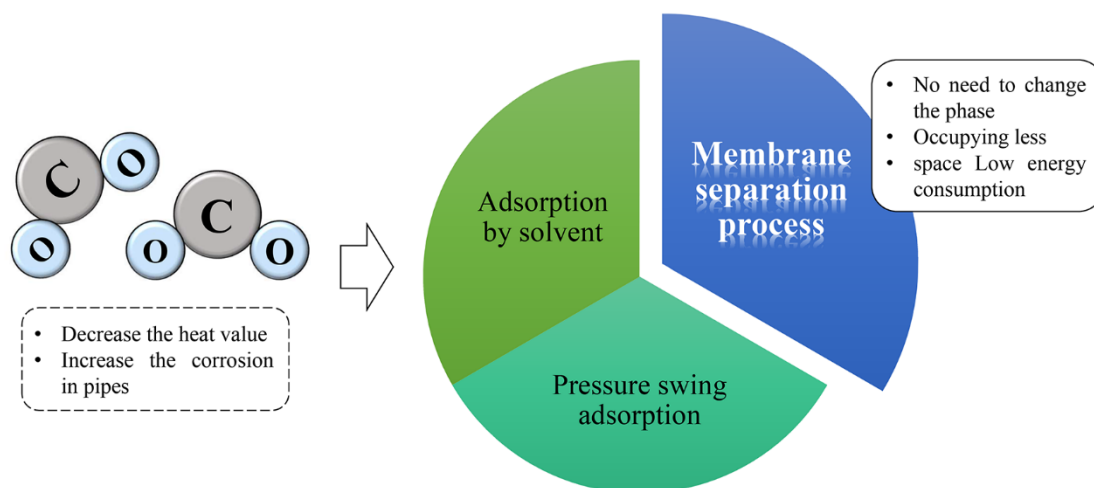 C O
O
C
O O
• Decrease the heat value
• Increase the corrosion
in pipes
Adsorption
by solvent
Pressure swing
adsorption
Membrane
separation
process
• No need to change
the phase
• Occupying less
• space Low energy
consumption